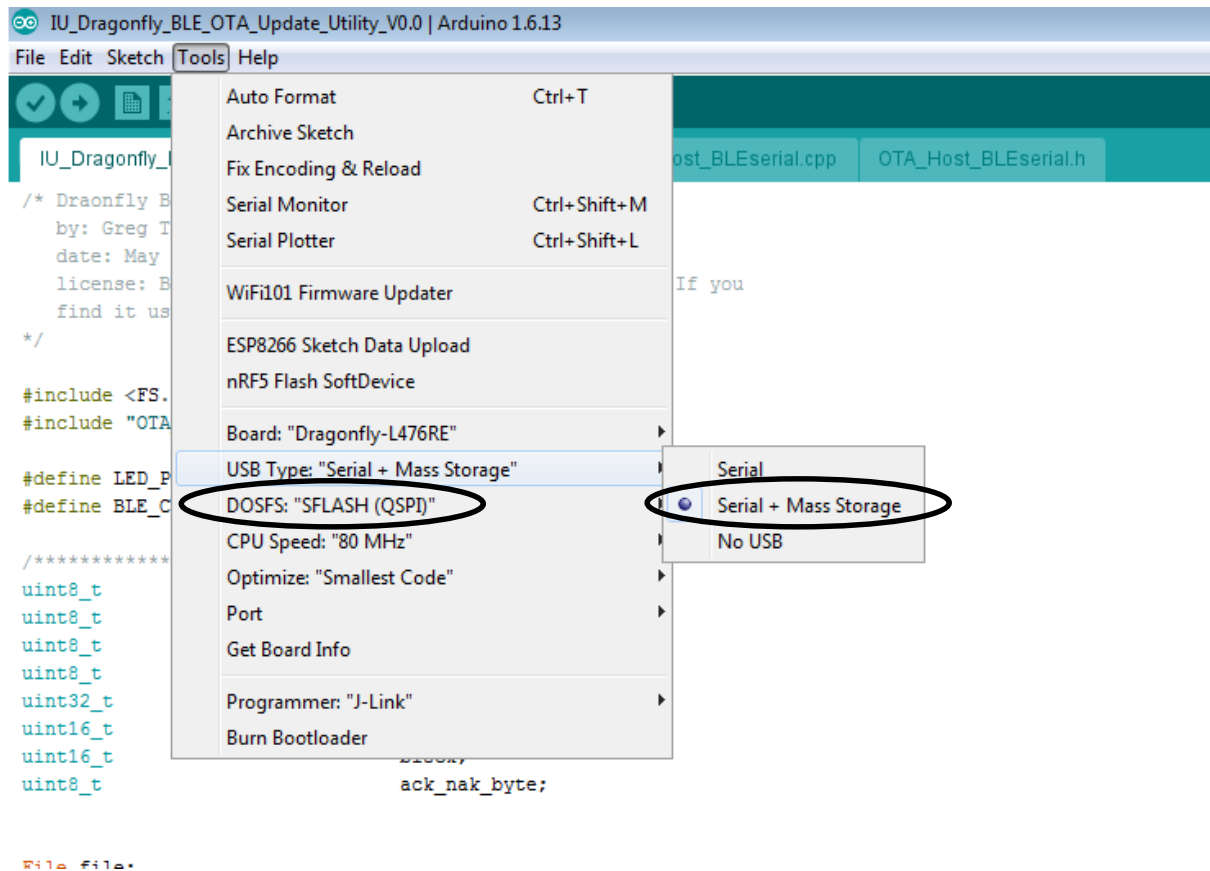 IU_Dragonfly_BLE_OTA_Update_Utility_V0.0 | Arduino 1.6.13
File Edit Sketch Tools Help
Auto Format Ctrl+T
Archive Sketch
Fix Encoding & Reload
Serial Monitor Ctrl+Shift+M
Serial Plotter Ctrl+Shift+L
WiFi101 Firmware Updater
ESP8266 Sketch Data Upload
nRF5 Flash SoftDevice
Board: "Dragonfly-L476RE"
USB Type: "Serial + Mass Storage"
DOSFS: "SFLASH (QSPI)"
CPU Speed: "80 MHz"
Optimize: "Smallest Code"
Port
Get Board Info
Programmer: "J-Link"
Burn Bootloader
Serial
Serial + Mass Storage
No USB
IU_Dragonfly_ ost_BLEserial.cpp OTA_Host_BLEserial.h
/* Draonfly B
by: Greg T
date: May
license: B If you
find it us
*/
#include <FS.
#include "OTA
#define LED_P
#define BLE_C
/************
uint8_t
uint8_t
uint8_t
uint8_t
uint32_t
uint16_t
uint16_t
uint8_t ack_nak_byte;
File file;